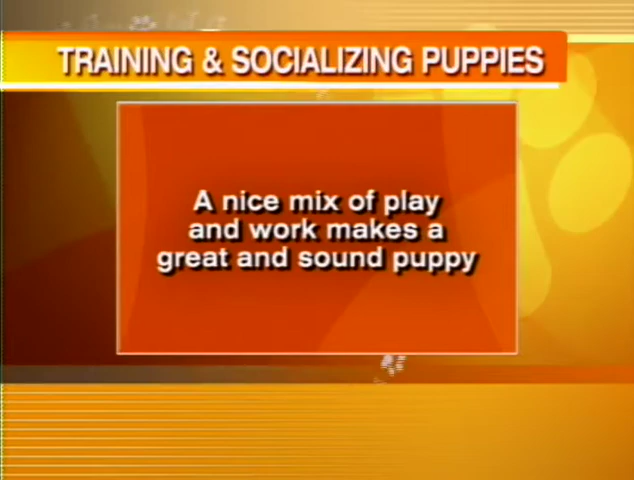 TRAINING & SOCIALIZING PUPPIES
A nice mix of play
and work makes a
great and sound puppy